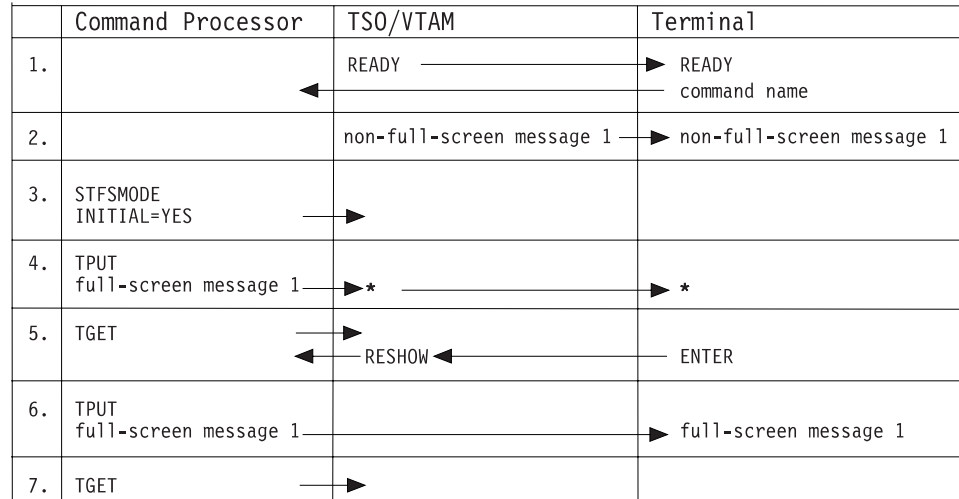 Command Processor TSO/VTAM Terminal
1. READY READY
command name
2. non-full-screen message 1 non-full-screen message 1
3. STFSMODE
INITIAL=YES
4. TPUT
full-screen message 1 * *
5. TGET
RESHOW ENTER
6. TPUT
full-screen message 1 full-screen message 1
7. TGET